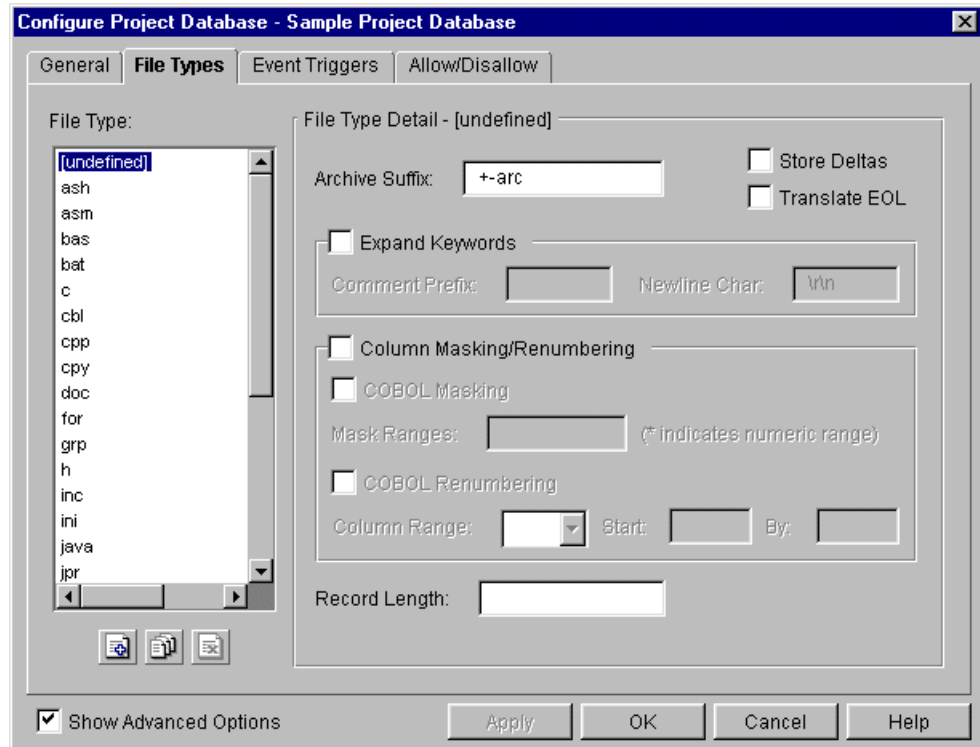 Configure Project Database - Sample Project Database
General File Types Event Triggers Allow/Disallow
File Type:
[undefined]
ash
asm
bas
bat
c
cbl
cpp
cpy
doc
for
grp
h
inc
ini
java
jpr
File Type Detail - [undefined]
Archive Suffix: +-arc
Store Deltas
Translate EOL
Expand Keywords
Comment Prefix: Newline Char: \r\n
Column Masking/Renumbering
COBOL Masking
Mask Ranges: (* indicates numeric range)
COBOL Renumbering
Column Range: Start: By:
Record Length:
Show Advanced Options Apply OK Cancel Help